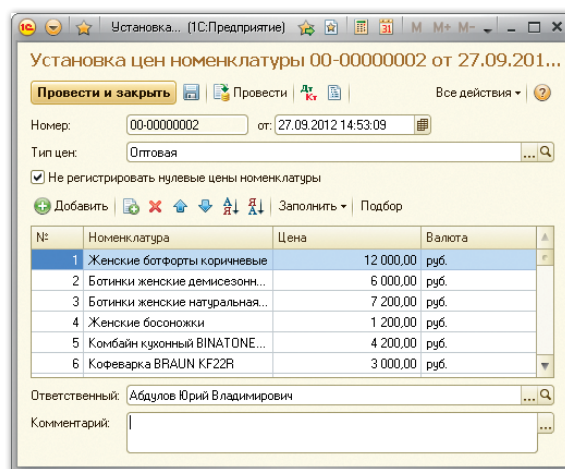 1С Установка... (1С:Предприятие) 31 M M+ M-
Установка цен номенклатуры 00-00000002 от 27.09.201...
Провести и закрыть Провести Дт Кт Все действия ?
Номер: 00-00000002 от: 27.09.2012 14:53:09
Тип цен: Оптовая ...
Не регистрировать нулевые цены номенклатуры
Добавить А Я Я А Заполнить Подбор
№ Номенклатура Цена Валюта
1 Женские ботфорты коричневые 12 000,00 руб.
2 Ботинки женские демисезонн... 6 000,00 руб.
3 Ботинки женские натуральная... 7 200,00 руб.
4 Женские босоножки 1 200,00 руб.
5 Комбайн кухонный BINATONE... 4 200,00 руб.
6 Кофеварка BRAUN KF22R 3 000,00 руб.
Ответственный: Абдулов Юрий Владимирович ...
Комментарий: ...